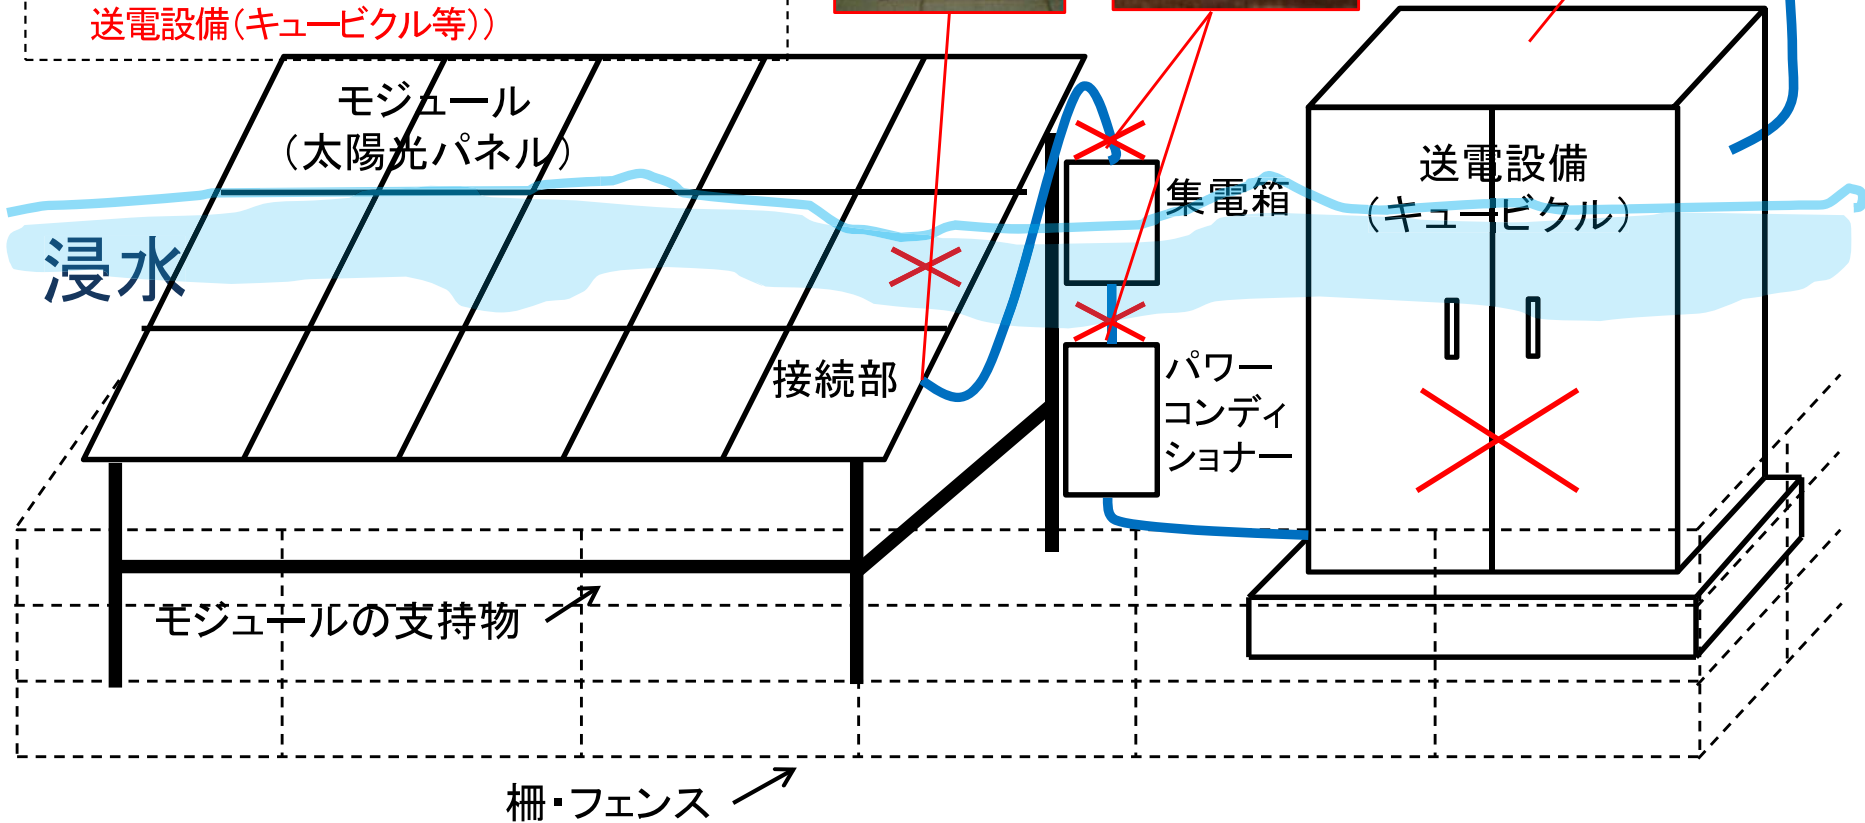 送電設備(キュービクル等))
モジュール
(太陽光パネル)
送電設備
(キュービクル)
集電箱
浸水
接続部
パワー
コンディ
ショナー
モジュールの支持物
柵・フェンス